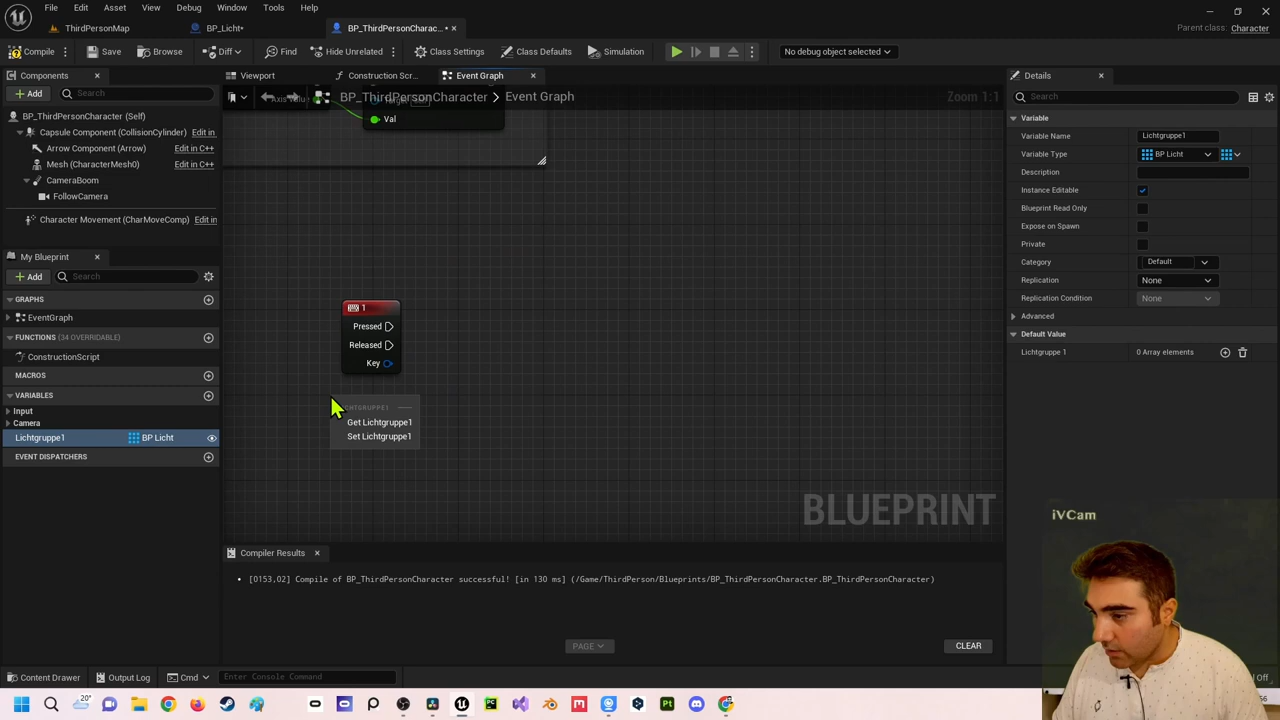 File Edit Asset View Debug Window Tools Help
ThirdPersonMap BP_Licht* BP_ThirdPersonCharac...* Parent class: Character
Compile Save Browse Diff Find Hide Unrelated Class Settings Class Defaults Simulation No debug object selected
Components Viewport Construction Scr... Event Graph Details
Add Search BP_ThirdPersonCharacter > Event Graph Zoom 1:1 Search
Axis Value Target self
Val
BP_ThirdPersonCharacter (Self)
Capsule Component (CollisionCylinder) Edit in
Arrow Component (Arrow) Edit in C++
Mesh (CharacterMesh0) Edit in C++
CameraBoom
FollowCamera
Character Movement (CharMoveComp) Edit in
My Blueprint
Add Search
GRAPHS
EventGraph
FUNCTIONS (34 OVERRIDABLE)
ConstructionScript
MACROS
VARIABLES
Input
Camera
Lichtgruppe1 BP Licht
EVENT DISPATCHERS
1
Pressed
Released
Key
Get Lichtgruppe1
Set Lichtgruppe1
BLUEPRINT
Variable
Variable Name Lichtgruppe1
Variable Type BP Licht
Description
Instance Editable
Blueprint Read Only
Expose on Spawn
Private
Category Default
Replication None
Replication Condition None
Advanced
Default Value
Lichtgruppe 1 0 Array elements
Compiler Results
[0153,02] Compile of BP_ThirdPersonCharacter successful! [in 130 ms] (/Game/ThirdPerson/Blueprints/BP_ThirdPersonCharacter.BP_ThirdPersonCharacter)
PAGE CLEAR
iVCam
Content Drawer Output Log Cmd Enter Console Command Off
20°